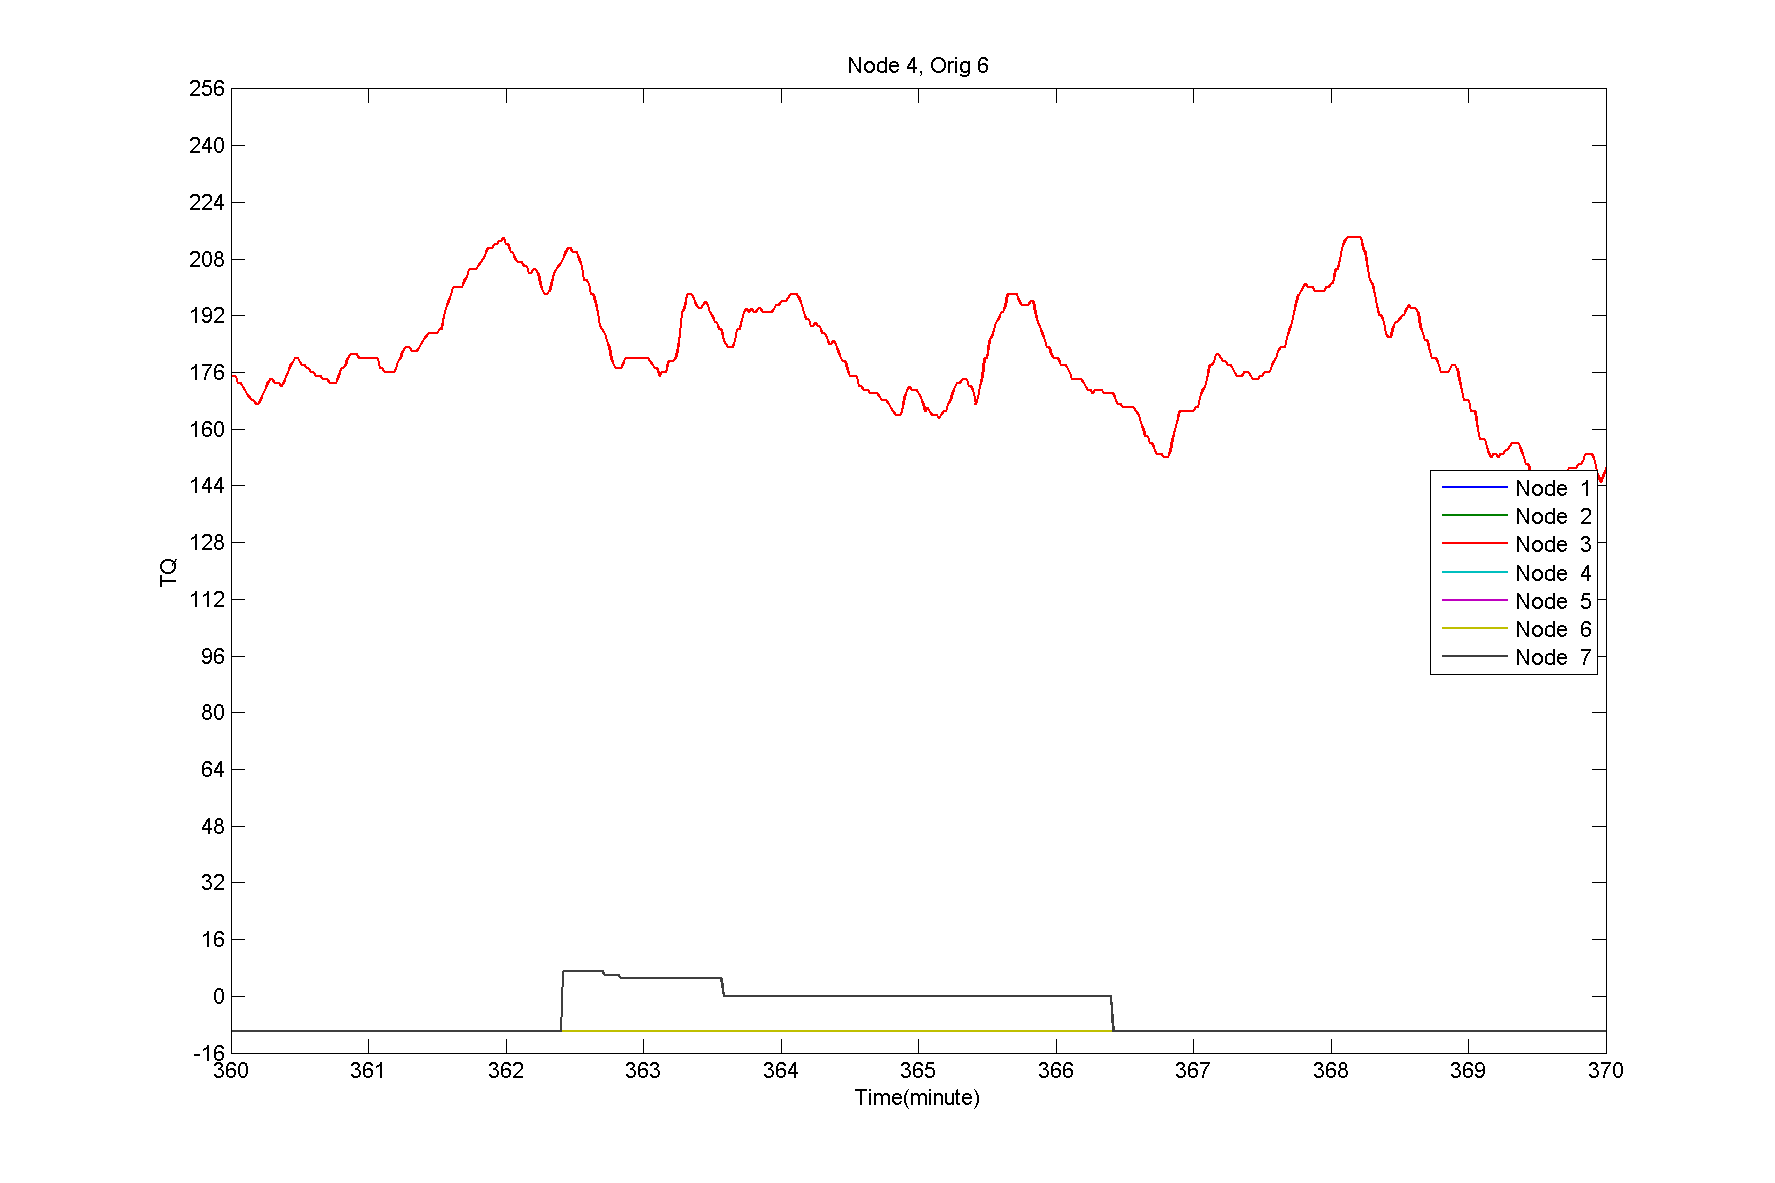 Node 4, Orig 6
256
240
224
208
192
176
160
144
128
112
96
80
64
48
32
16
0
-16
TQ
Node 1
Node 2
Node 3
Node 4
Node 5
Node 6
Node 7
360 361 362 363 364 365 366 367 368 369 370
Time(minute)